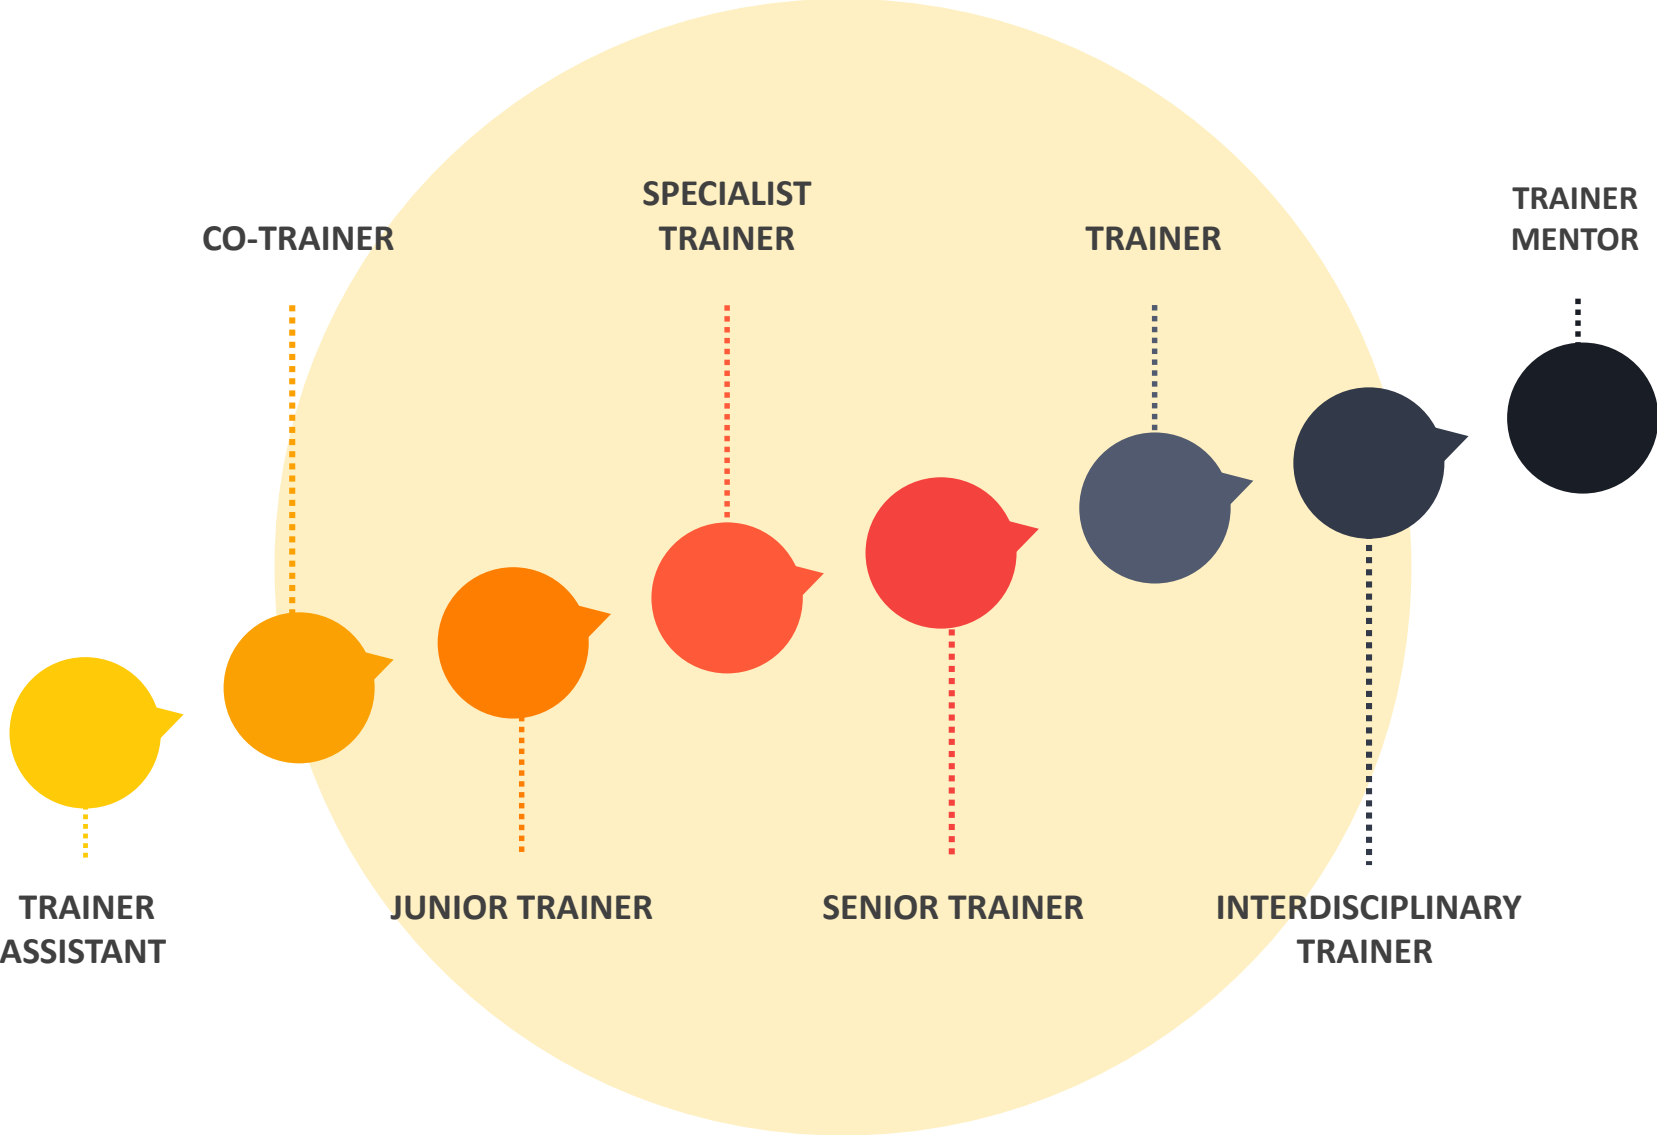 SPECIALIST
TRAINER
CO-TRAINER
TRAINER
TRAINER
MENTOR
TRAINER
ASSISTANT
JUNIOR TRAINER
SENIOR TRAINER
INTERDISCIPLINARY
TRAINER